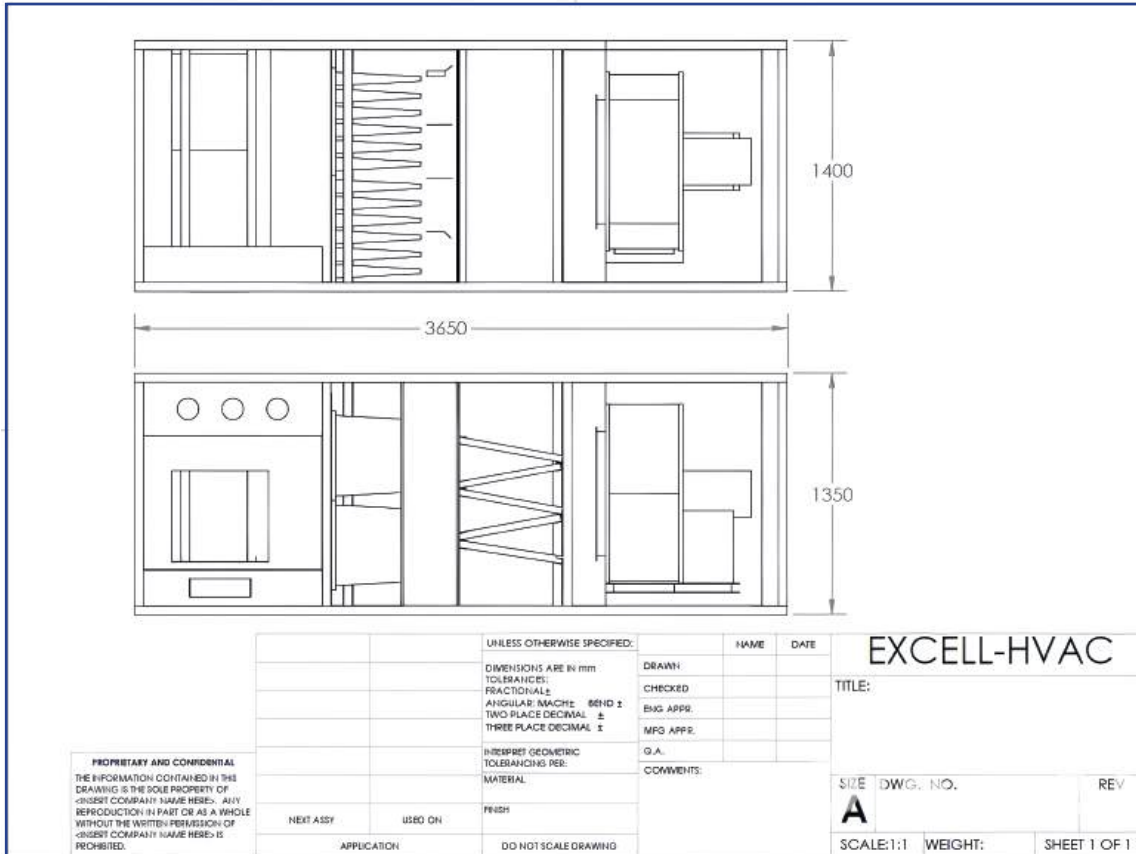 1400
3650
1350
UNLESS OTHERWISE SPECIFIED:
DIMENSIONS ARE IN mm
TOLERANCES:
FRACTIONAL±
ANGULAR: MACH± BEND ±
TWO PLACE DECIMAL ±
THREE PLACE DECIMAL ±
INTERPRET GEOMETRIC
TOLERANCING PER:
MATERIAL
FINISH
DO NOT SCALE DRAWING
NAME DATE
DRAWN
CHECKED
ENG APPR.
MFG APPR.
Q.A.
COMMENTS:
EXCELL-HVAC
TITLE:
SIZE DWG. NO. REV
A
SCALE:1:1 WEIGHT: SHEET 1 OF 1
PROPRIETARY AND CONFIDENTIAL
THE INFORMATION CONTAINED IN THIS
DRAWING IS THE SOLE PROPERTY OF
<INSERT COMPANY NAME HERE>. ANY
REPRODUCTION IN PART OR AS A WHOLE
WITHOUT THE WRITTEN PERMISSION OF
<INSERT COMPANY NAME HERE> IS
PROHIBITED.
NEXT ASSY USED ON
APPLICATION